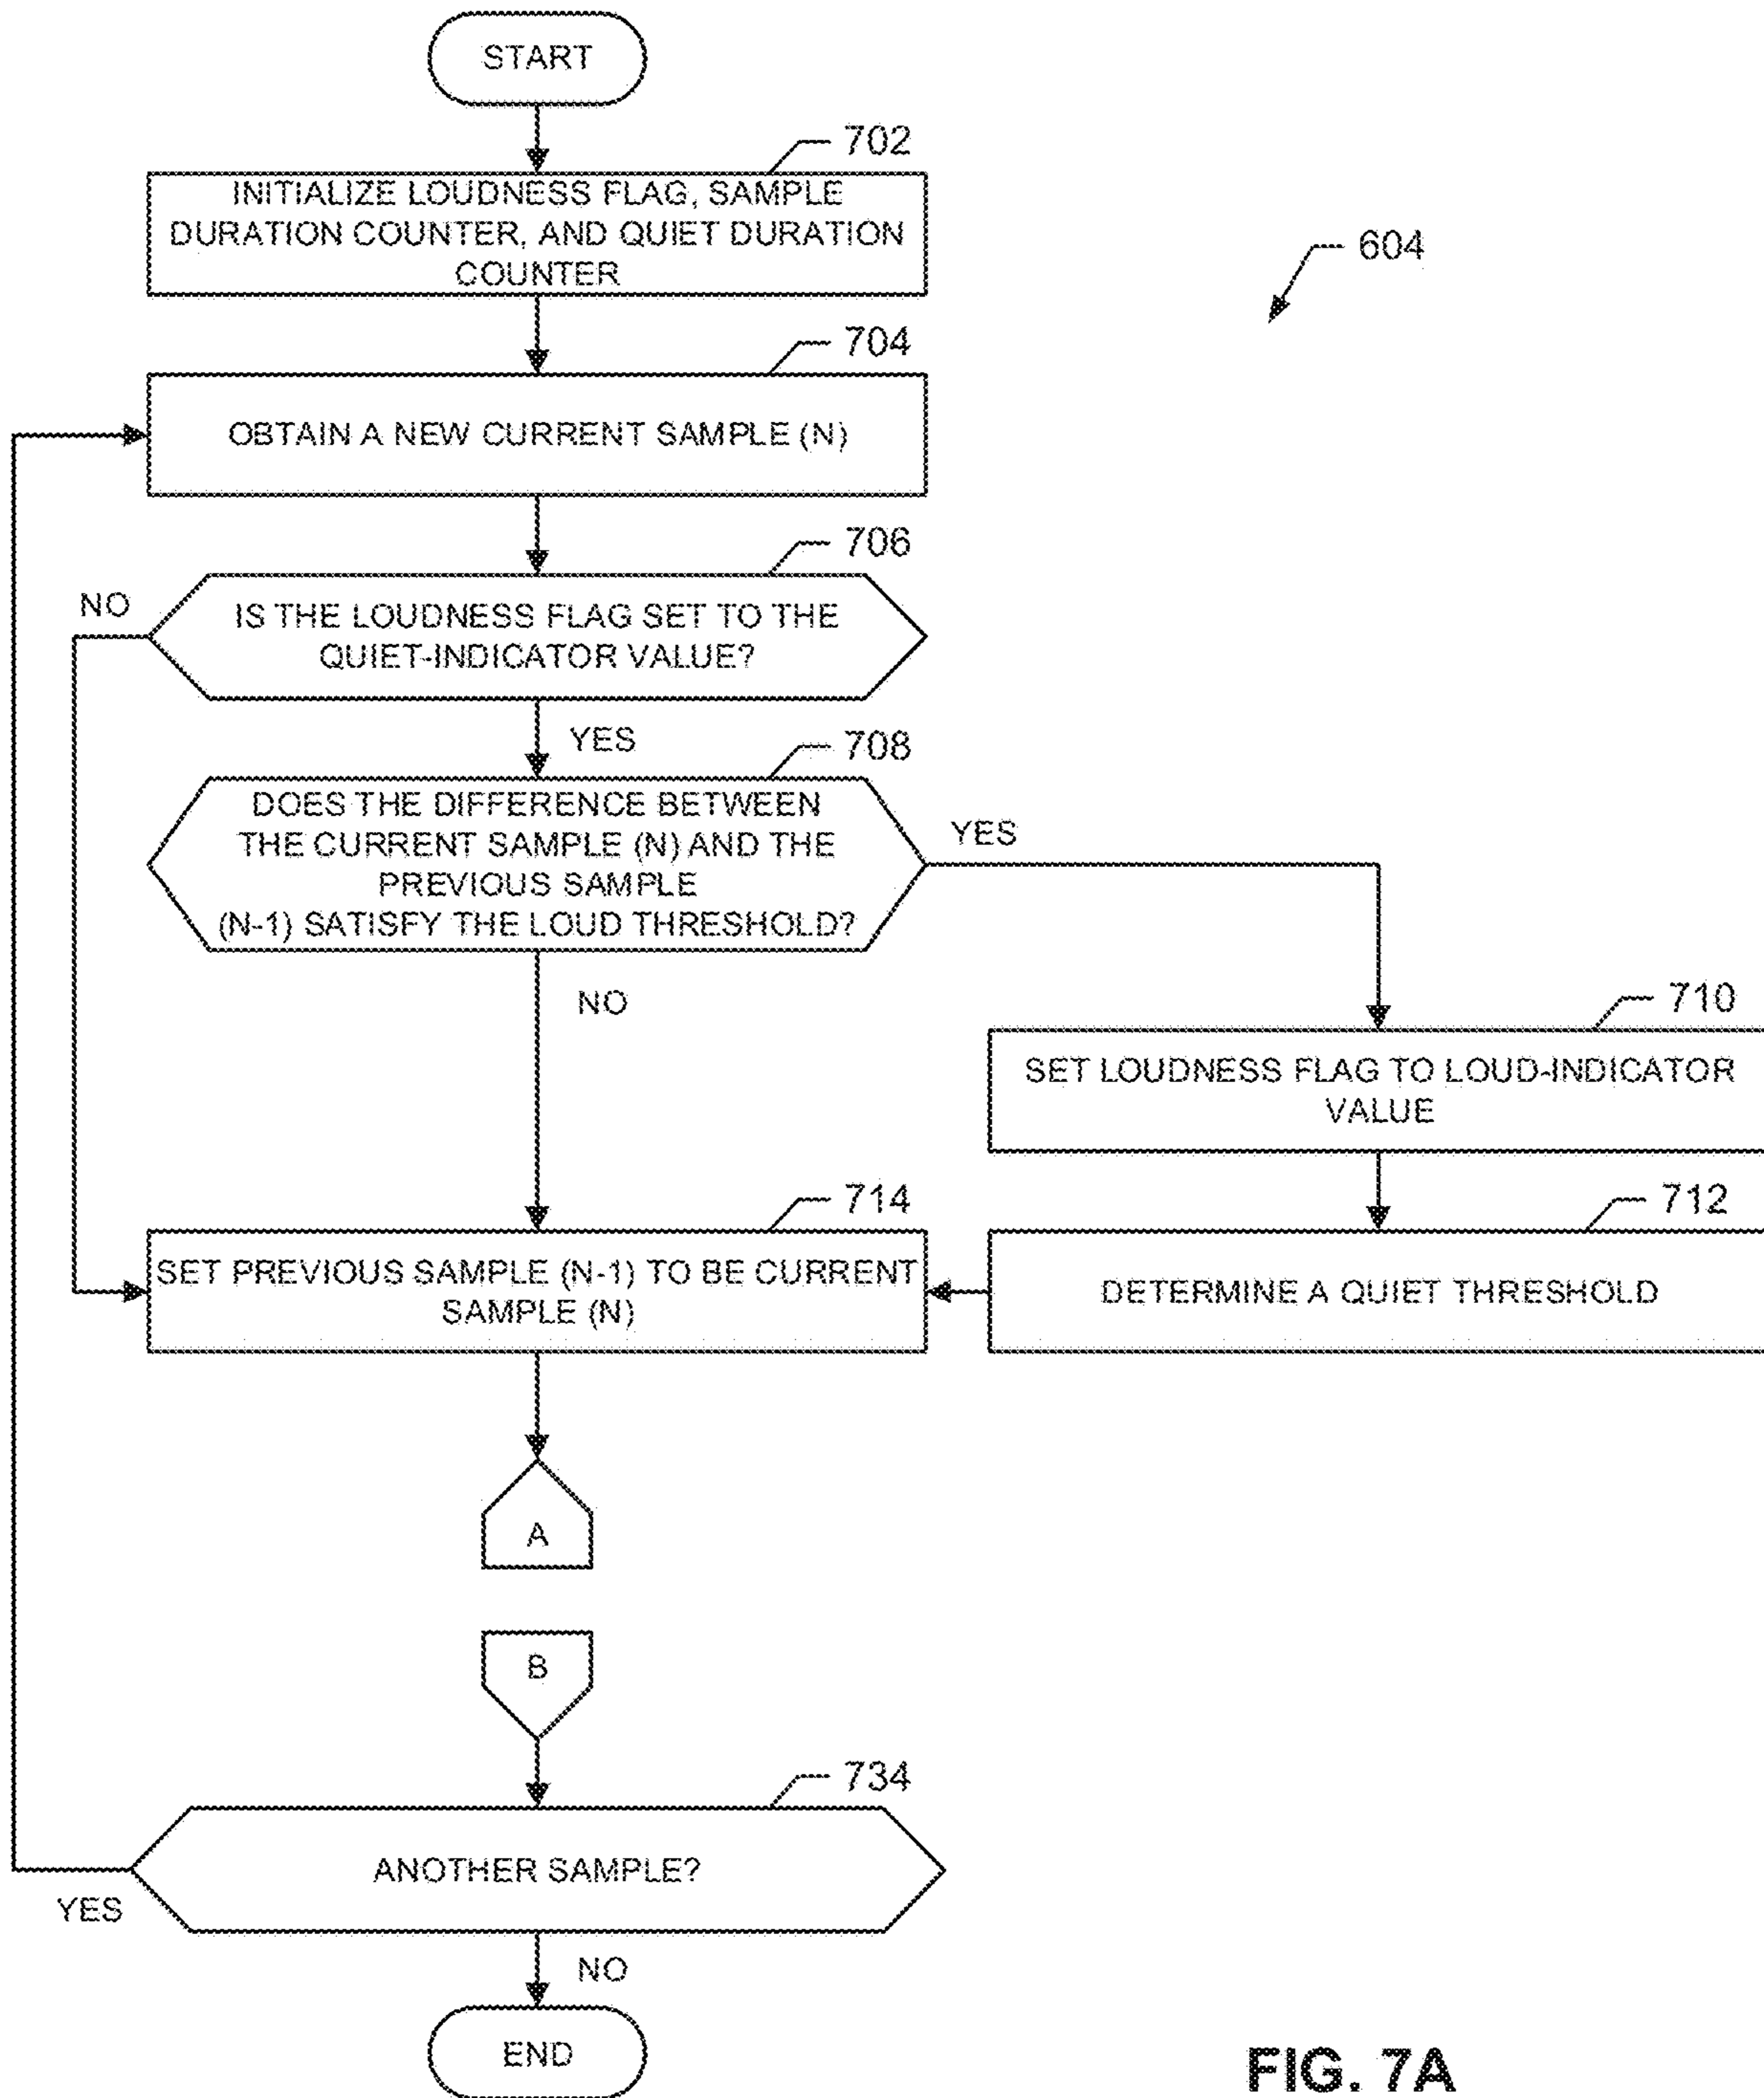 START
702
INITIALIZE LOUDNESS FLAG, SAMPLE
DURATION COUNTER, AND QUIET DURATION
COUNTER
604
704
OBTAIN A NEW CURRENT SAMPLE (N)
706
NO
IS THE LOUDNESS FLAG SET TO THE
QUIET-INDICATOR VALUE?
YES
708
DOES THE DIFFERENCE BETWEEN
THE CURRENT SAMPLE (N) AND THE
PREVIOUS SAMPLE
(N-1) SATISFY THE LOUD THRESHOLD?
YES
NO
710
SET LOUDNESS FLAG TO LOUD-INDICATOR
VALUE
714
SET PREVIOUS SAMPLE (N-1) TO BE CURRENT
SAMPLE (N)
712
DETERMINE A QUIET THRESHOLD
A
B
734
ANOTHER SAMPLE?
YES
NO
END
FIG. 7A